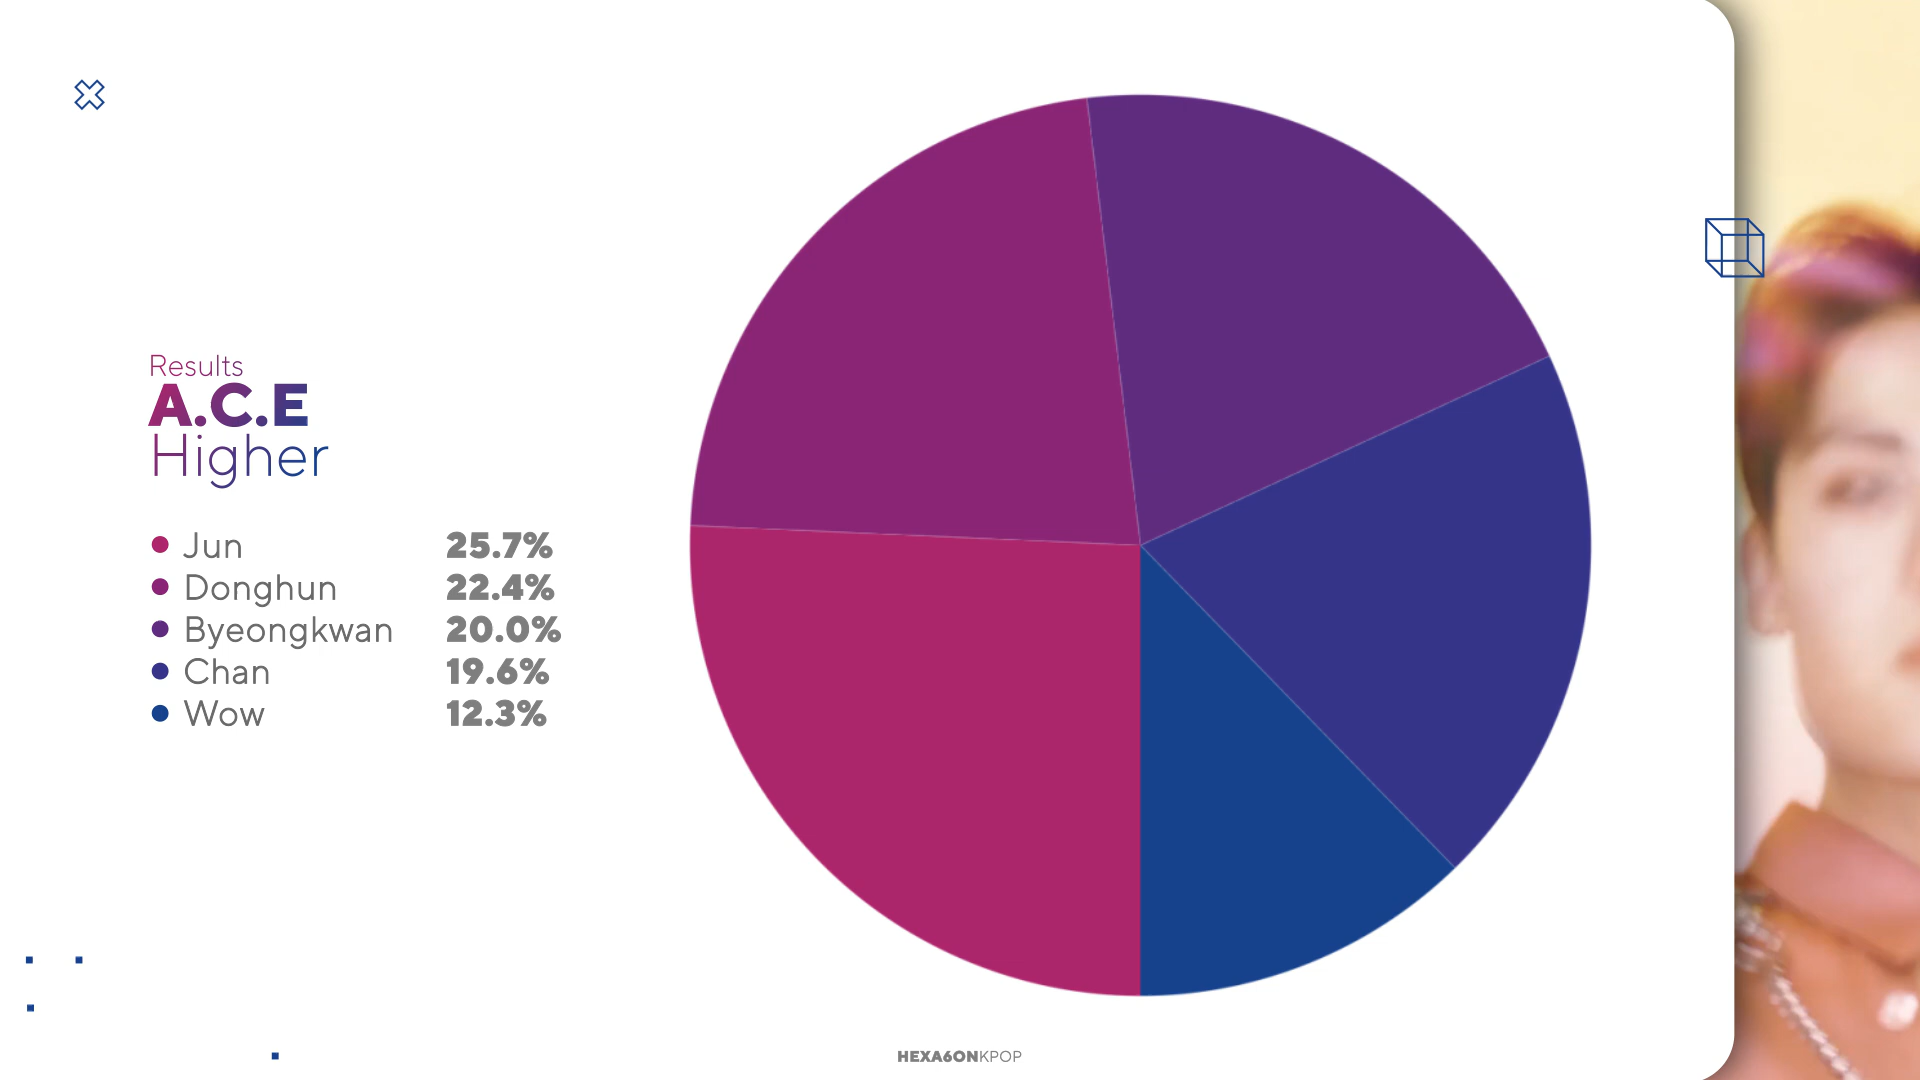 Results
A.C.E
Higher
Jun 25.7%
Donghun 22.4%
Byeongkwan 20.0%
Chan 19.6%
Wow 12.3%
HEXA6ONKPOP